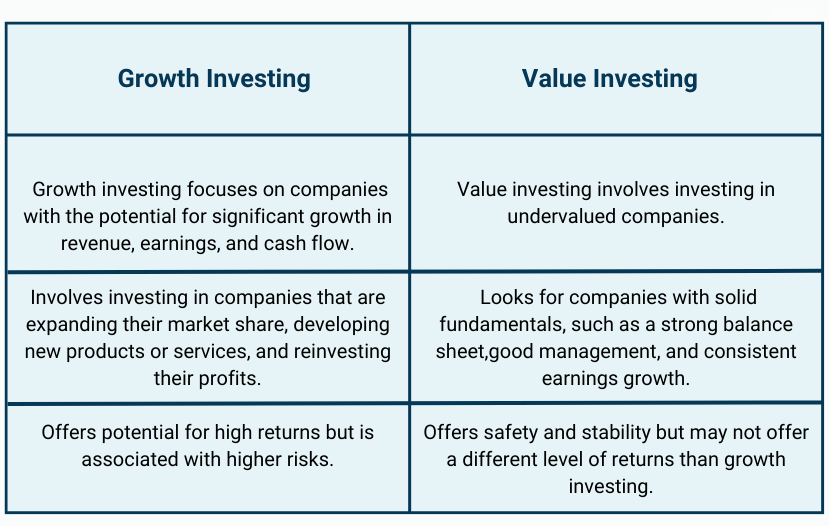 Growth Investing
Value Investing
Growth investing focuses on companies
with the potential for significant growth in
revenue, earnings, and cash flow.
Value investing involves investing in
undervalued companies.
Involves investing in companies that are
expanding their market share, developing
new products or services, and reinvesting
their profits.
Looks for companies with solid
fundamentals, such as a strong balance
sheet,good management, and consistent
earnings growth.
Offers potential for high returns but is
associated with higher risks.
Offers safety and stability but may not offer
a different level of returns than growth
investing.